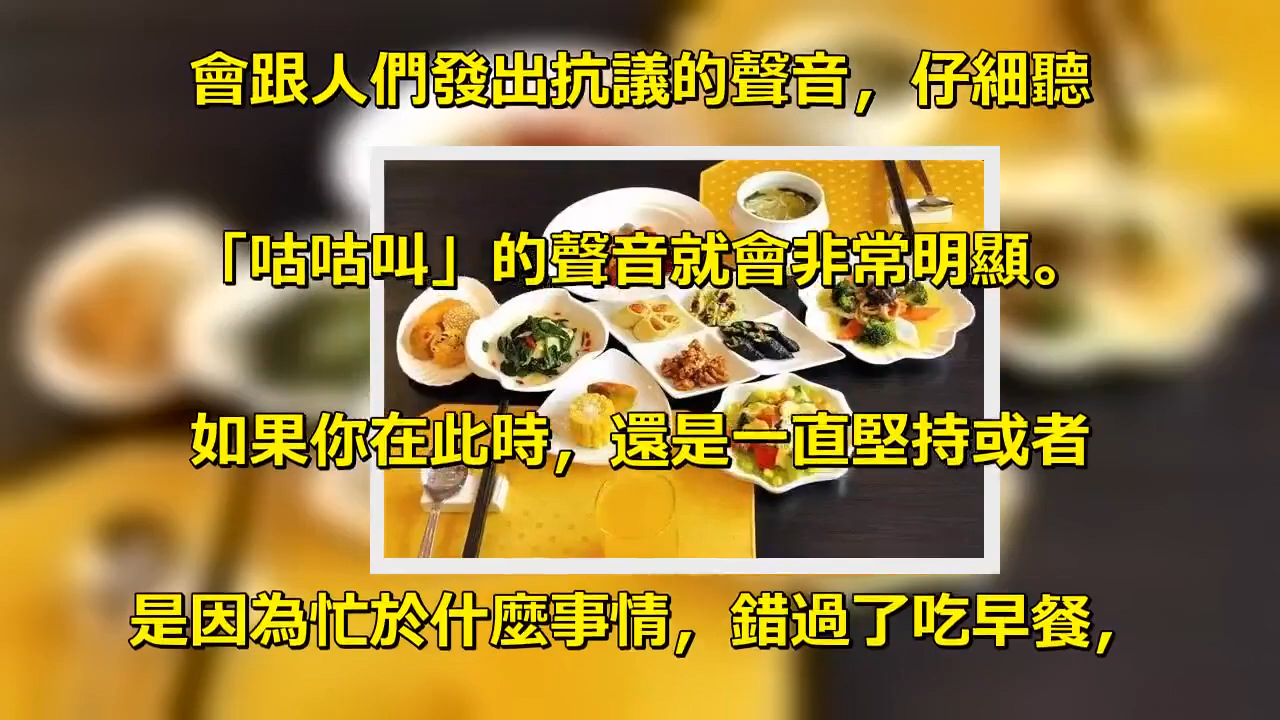 會跟人們發出抗議的聲音，仔細聽
「咕咕叫」的聲音就會非常明顯。
如果你在此時，還是一直堅持或者
是因為忙於什麼事情，錯過了吃早餐，